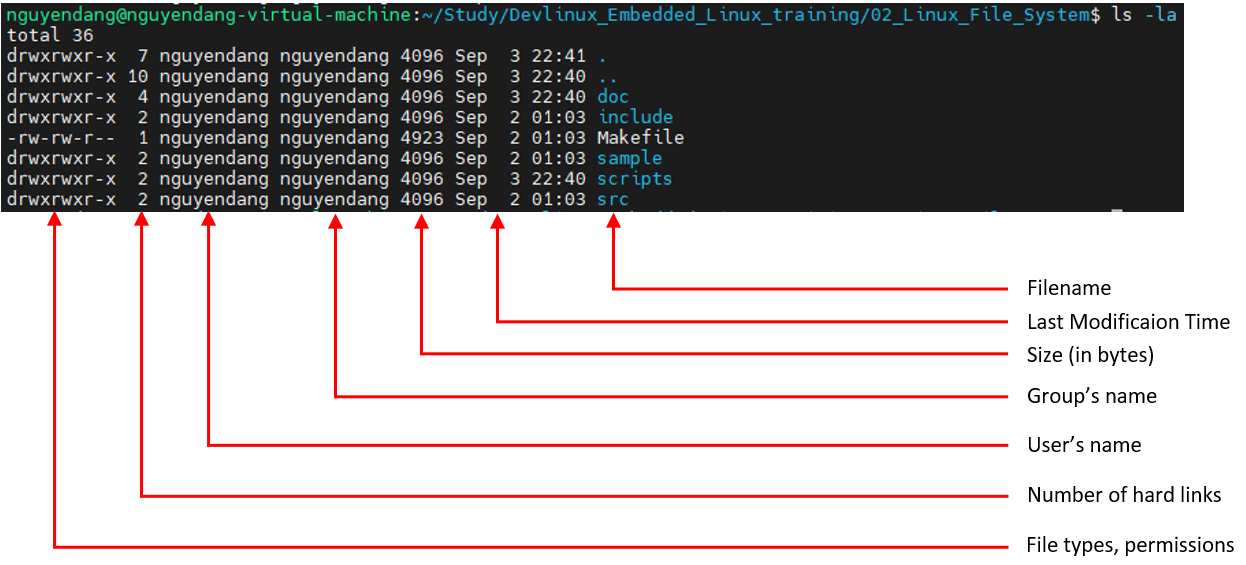 nguyendang@nguyendang-virtual-machine:~/Study/Devlinux_Embedded_Linux_training/02_Linux_File_System$ ls -la
total 36
drwxrwxr-x  7 nguyendang nguyendang 4096 Sep  3 22:41 .
drwxrwxr-x 10 nguyendang nguyendang 4096 Sep  3 22:40 ..
drwxrwxr-x  4 nguyendang nguyendang 4096 Sep  3 22:40 doc
drwxrwxr-x  2 nguyendang nguyendang 4096 Sep  2 01:03 include
-rw-rw-r--  1 nguyendang nguyendang 4923 Sep  2 01:03 Makefile
drwxrwxr-x  2 nguyendang nguyendang 4096 Sep  2 01:03 sample
drwxrwxr-x  2 nguyendang nguyendang 4096 Sep  3 22:40 scripts
drwxrwxr-x  2 nguyendang nguyendang 4096 Sep  2 01:03 src
Filename
Last Modificaion Time
Size (in bytes)
Group’s name
User’s name
Number of hard links
File types, permissions